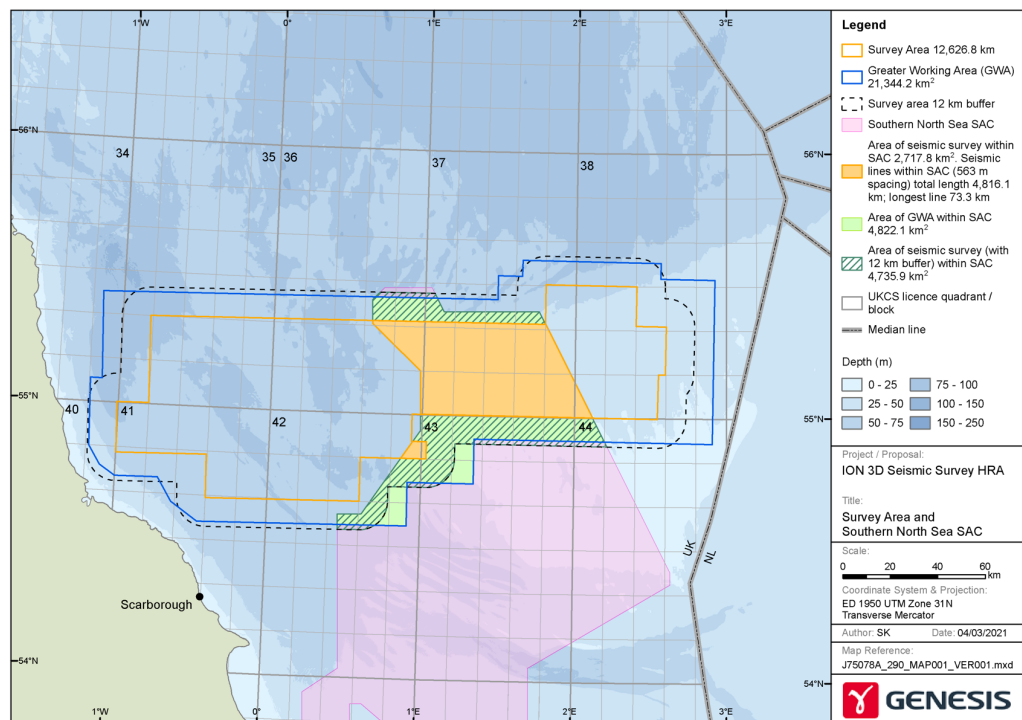 1°W
0°
1°E
2°E
3°E
56°N
56°N
34
35
36
37
38
55°N
55°N
40
41
42
43
44
UK
NL
Scarborough
54°N
54°N
1°W
0°
1°E
2°E
3°E
Legend
Survey Area 12,626.8 km
Greater Working Area (GWA)
21,344.2 km²
Survey area 12 km buffer
Southern North Sea SAC
Area of seismic survey within
SAC 2,717.8 km². Seismic
lines within SAC (563 m
spacing) total length 4,816.1
km; longest line 73.3 km
Area of GWA within SAC
4,822.1 km²
Area of seismic survey (with
12 km buffer) within SAC
4,735.9 km²
UKCS licence quadrant /
block
Median line
Depth (m)
0 - 25
75 - 100
25 - 50
100 - 150
50 - 75
150 - 250
Project / Proposal:
ION 3D Seismic Survey HRA
Title:
Survey Area and
Southern North Sea SAC
Scale:
0 20 40 60
km
Coordinate System & Projection:
ED 1950 UTM Zone 31N
Transverse Mercator
Author: SK Date: 04/03/2021
Map Reference:
J75078A_290_MAP001_VER001.mxd
GENESIS